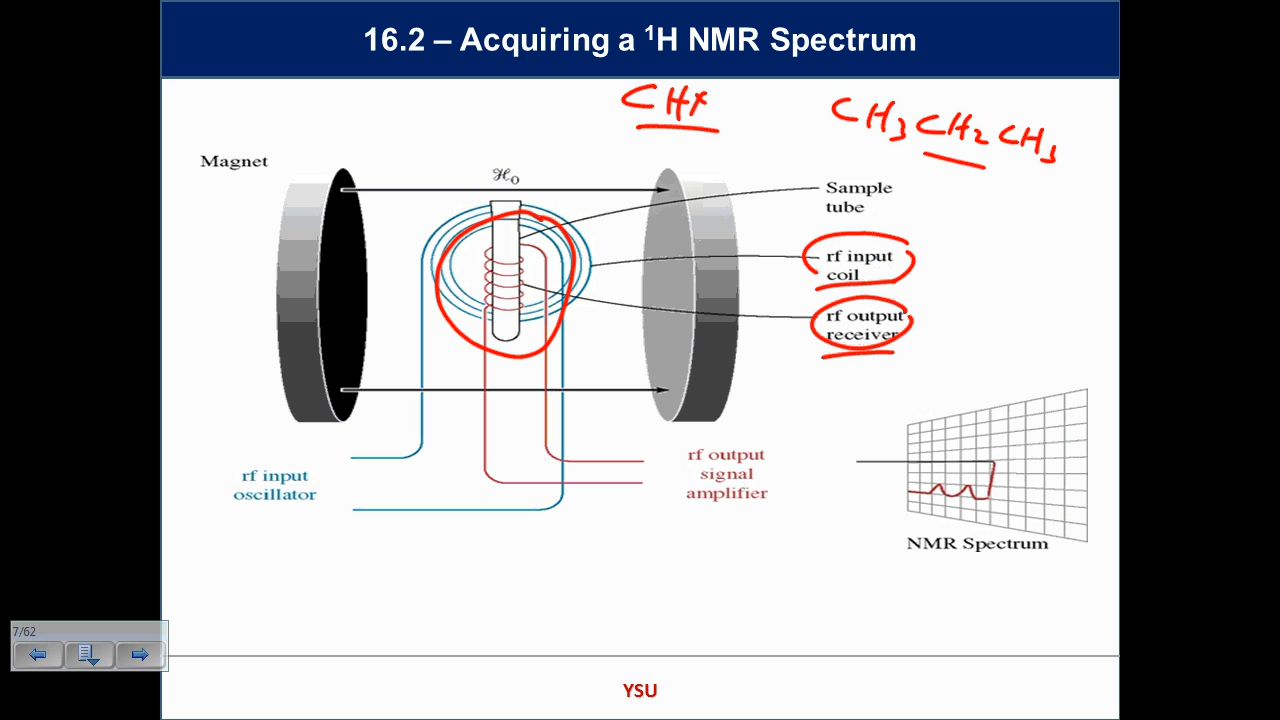 16.2 – Acquiring a ¹H NMR Spectrum
CH₃CH₂CH₃
Magnet
ℋ₀
Sample
tube
rf input
coil
rf output
receiver
rf input
oscillator
rf output
signal
amplifier
NMR Spectrum
7/62
YSU